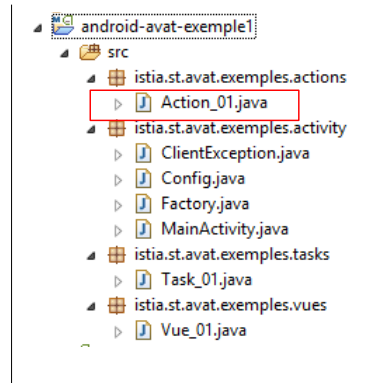 android-avat-exemple1
src
istia.st.avat.exemples.actions
Action_01.java
istia.st.avat.exemples.activity
ClientException.java
Config.java
Factory.java
MainActivity.java
istia.st.avat.exemples.tasks
Task_01.java
istia.st.avat.exemples.vues
Vue_01.java